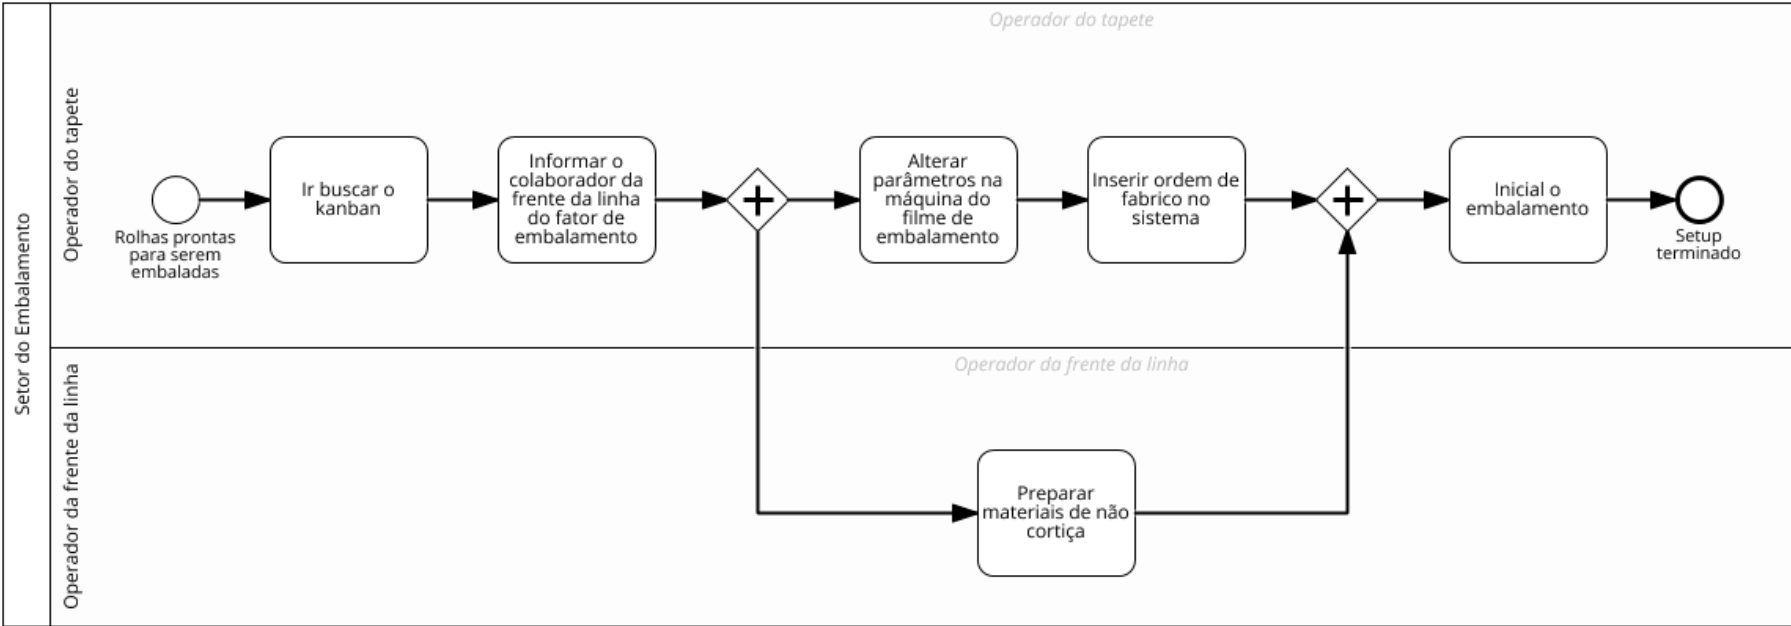 Setor do Embalamento
Operador do tapete
Operador do tapete
Rolhas prontas
para serem
embaladas
Ir buscar o
kanban
Informar o
colaborador da
frente da linha
do fator de
embalamento
Alterar
parâmetros na
máquina do
filme de
embalamento
Inserir ordem de
fabrico no
sistema
Inicial o
embalamento
Setup
terminado
Operador da frente da linha
Operador da frente da linha
Preparar
materiais de não
cortiça